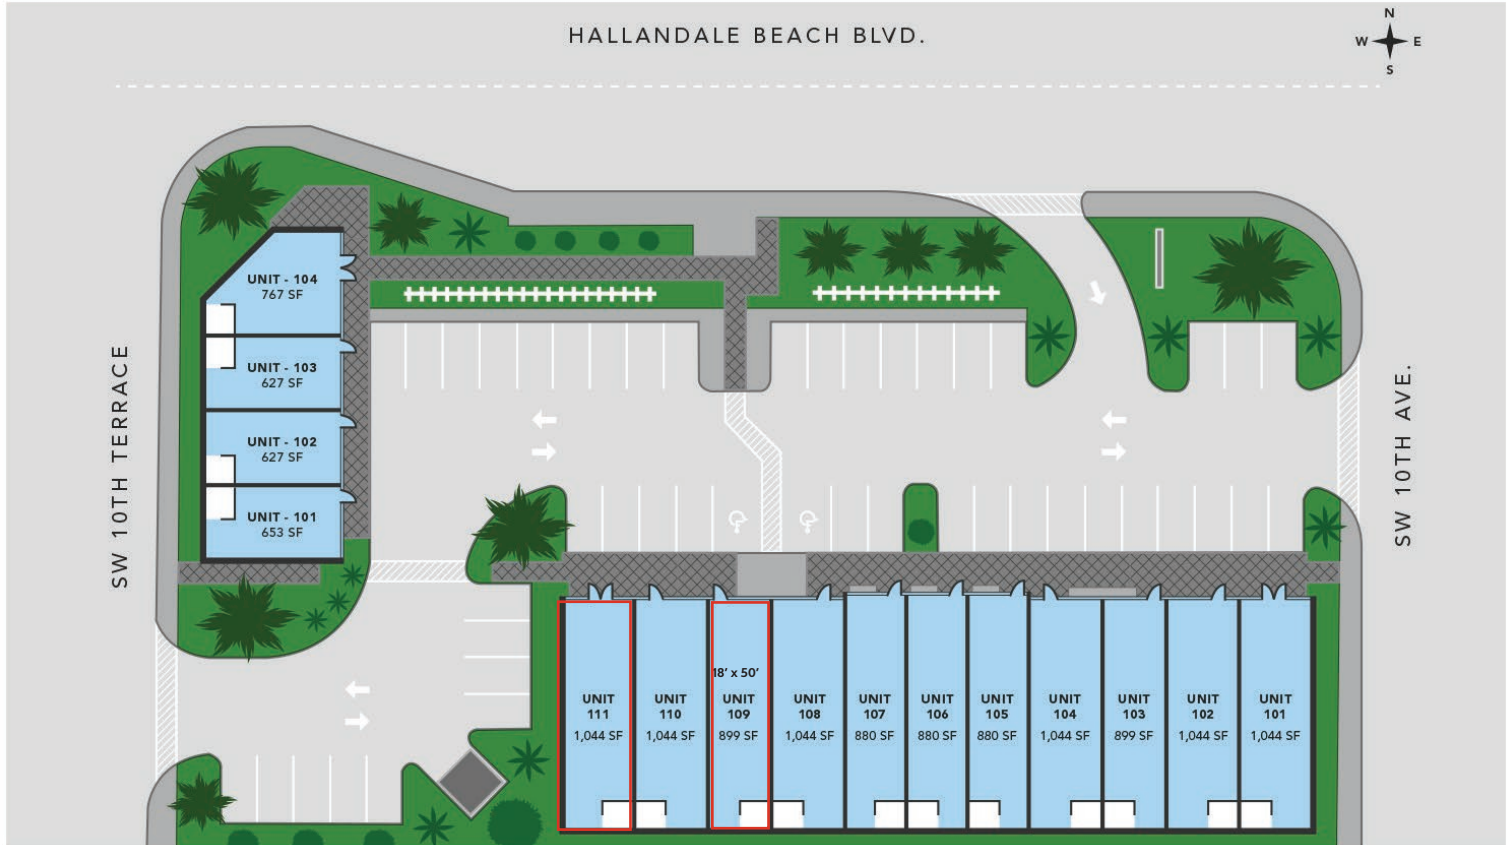 HALLANDALE BEACH BLVD.
N
W E
S
SW 10TH TERRACE
SW 10TH AVE.
UNIT - 104
767 SF
UNIT - 103
627 SF
UNIT - 102
627 SF
UNIT - 101
653 SF
18' x 50'
UNIT
111
1,044 SF
UNIT
110
1,044 SF
UNIT
109
899 SF
UNIT
108
1,044 SF
UNIT
107
880 SF
UNIT
106
880 SF
UNIT
105
880 SF
UNIT
104
1,044 SF
UNIT
103
899 SF
UNIT
102
1,044 SF
UNIT
101
1,044 SF